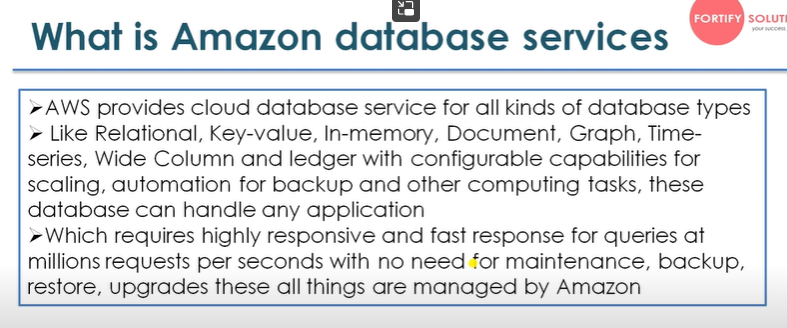 What is Amazon database services
FORTIFY SOLUTI
your success
➢AWS provides cloud database service for all kinds of database types
➢ Like Relational, Key-value, In-memory, Document, Graph, Time-
series, Wide Column and ledger with configurable capabilities for
scaling, automation for backup and other computing tasks, these
database can handle any application
➢Which requires highly responsive and fast response for queries at
millions requests per seconds with no need for maintenance, backup,
restore, upgrades these all things are managed by Amazon